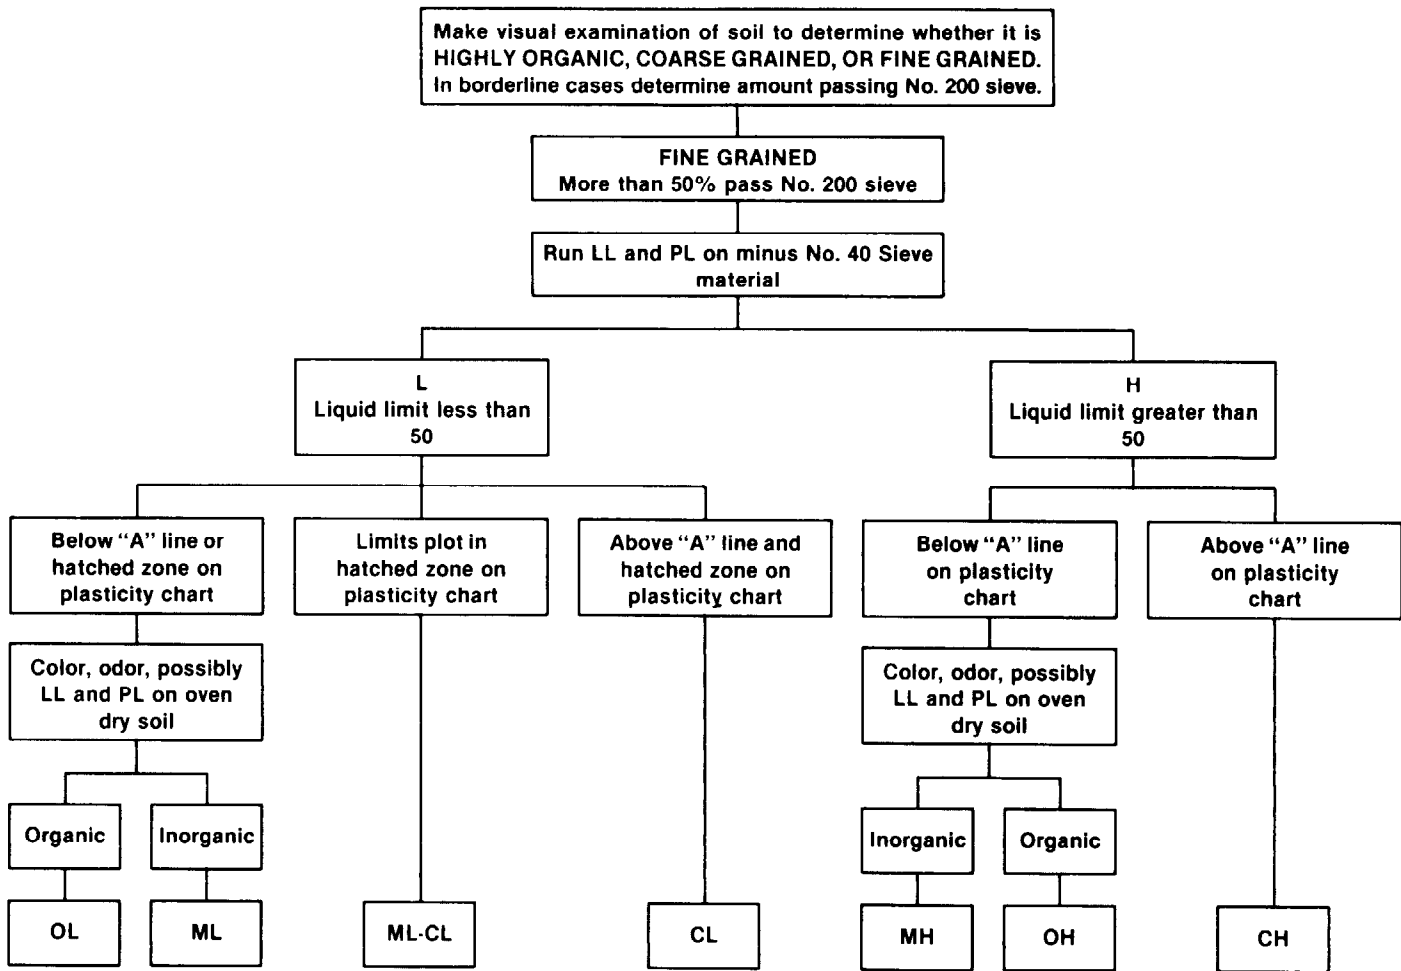 Make visual examination of soil to determine whether it is
HIGHLY ORGANIC, COARSE GRAINED, OR FINE GRAINED.
In borderline cases determine amount passing No. 200 sieve.
FINE GRAINED
More than 50% pass No. 200 sieve
Run LL and PL on minus No. 40 Sieve
material
L
Liquid limit less than
50
H
Liquid limit greater than
50
Below “A” line or
hatched zone on
plasticity chart
Limits plot in
hatched zone on
plasticity chart
Above “A” line and
hatched zone on
plasticity chart
Below “A” line
on plasticity
chart
Above “A” line
on plasticity
chart
Color, odor, possibly
LL and PL on oven
dry soil
Color, odor, possibly
LL and PL on oven
dry soil
Organic
Inorganic
Inorganic
Organic
OL
ML
ML-CL
CL
MH
OH
CH